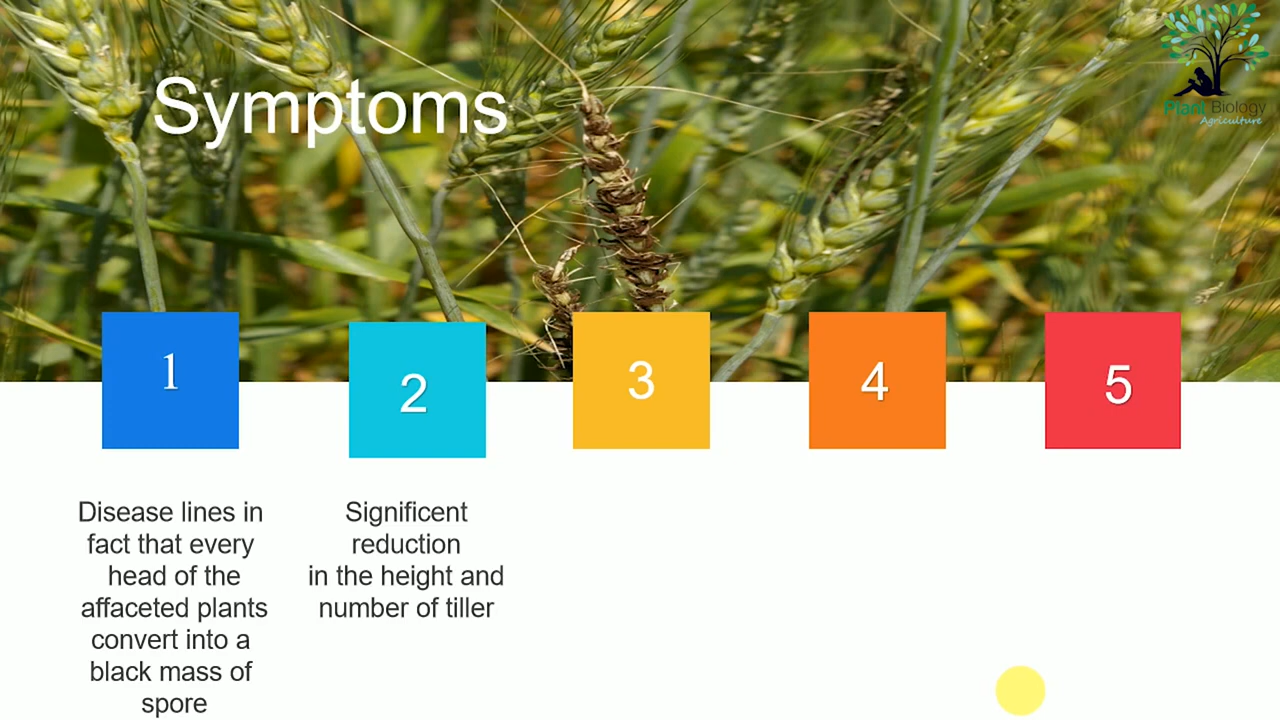 Symptoms
Plant Biology
Agriculture
1
2
3
4
5
Disease lines in
fact that every
head of the
affaceted plants
convert into a
black mass of
spore
Significent
reduction
in the height and
number of tiller